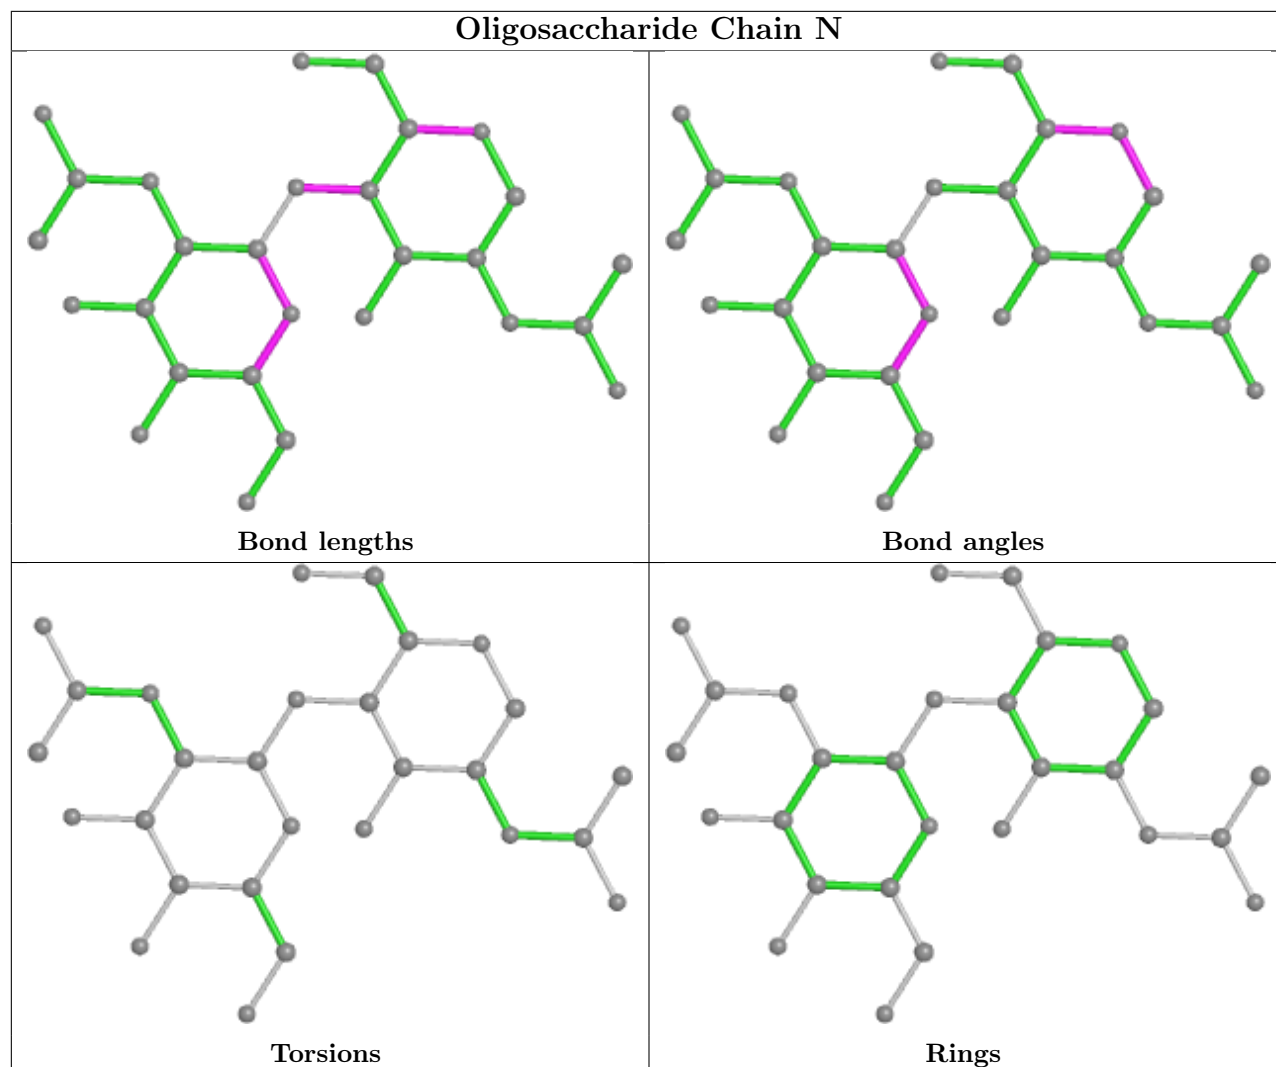 Oligosaccharide Chain N
Bond lengths
Bond angles
Torsions
Rings